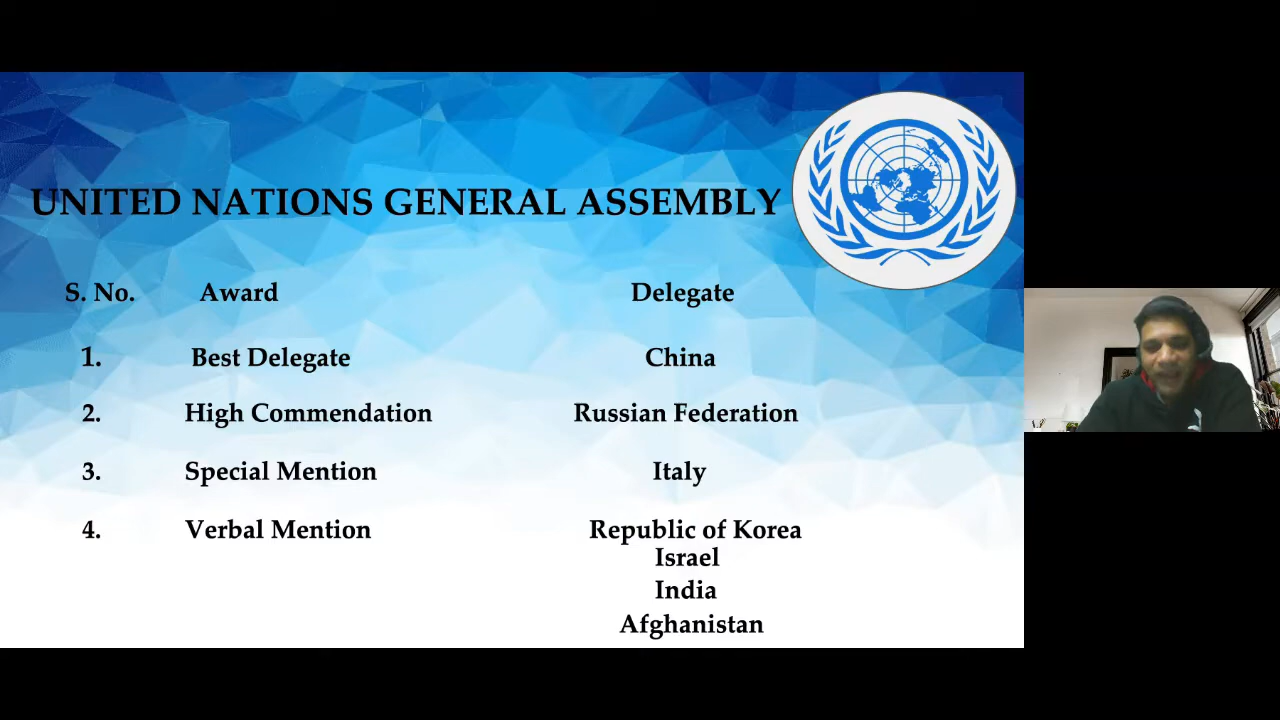 UNITED NATIONS GENERAL ASSEMBLY
S. No. Award Delegate
1. Best Delegate China
2. High Commendation Russian Federation
3. Special Mention Italy
4. Verbal Mention Republic of Korea
Israel
India
Afghanistan